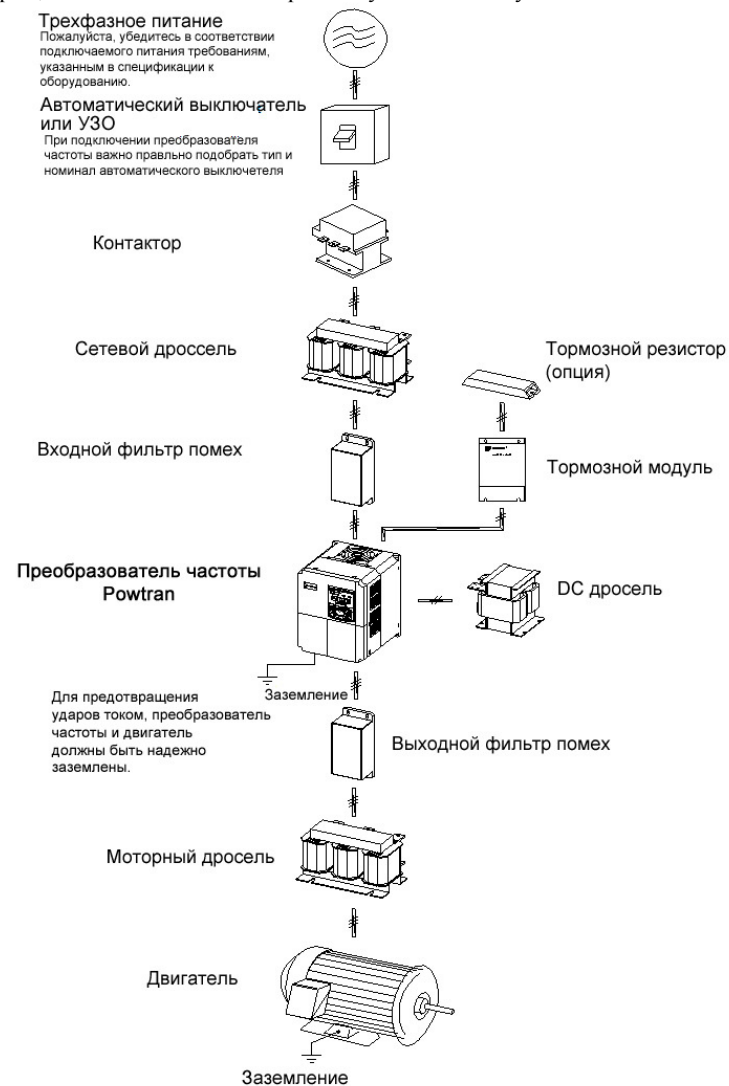 Трехфазное питание
Пожалуйста, убедитесь в соответствии
подключаемого питания требованиям,
указанным в спецификации к
оборудованию.
Автоматический выключатель
или УЗО
При подключении преобразователя
частоты важно правльно подобрать тип и
номинал автоматического выключетеля
Контактор
Сетевой дроссель
Тормозной резистор
(опция)
Входной фильтр помех
Тормозной модуль
Преобразователь частоты
Powtran
DC дросель
Заземление
Для предотвращения
ударов током, преобразователь
частоты и двигатель
должны быть надежно
заземлены.
Выходной фильтр помех
Моторный дросель
Двигатель
Заземление